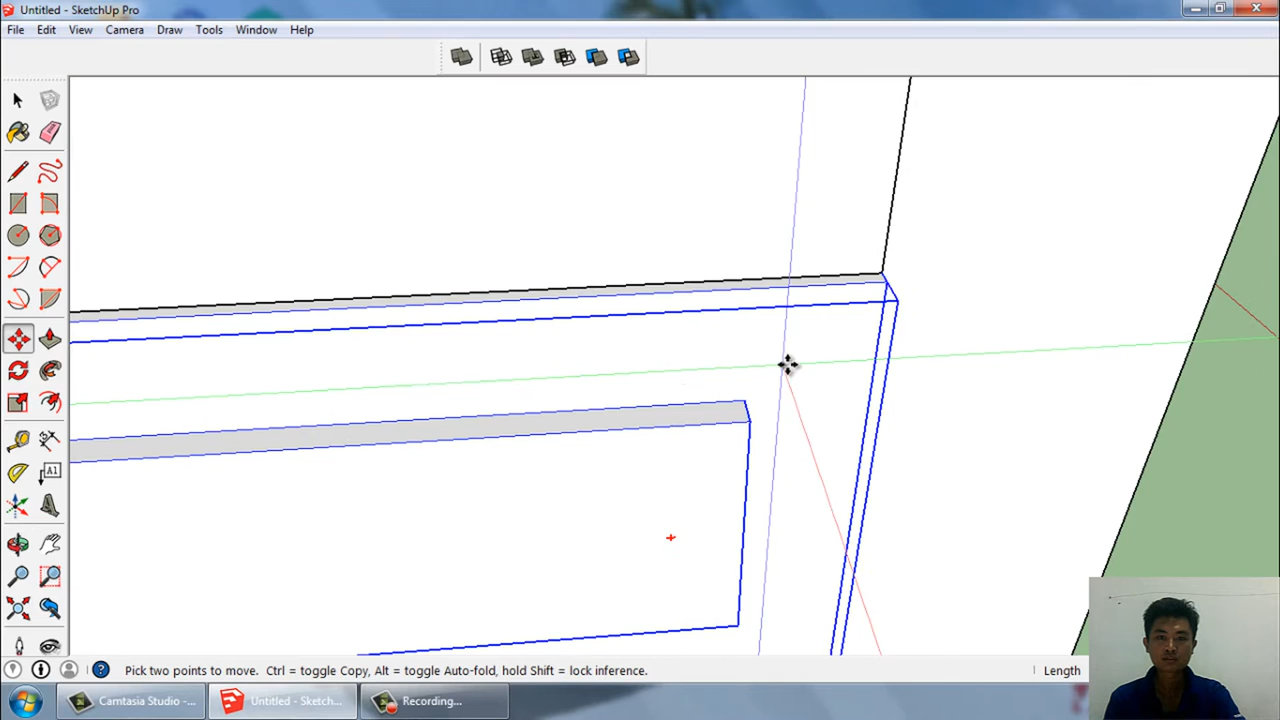 Untitled - SketchUp Pro
File Edit View Camera Draw Tools Window Help
A1
Pick two points to move. Ctrl = toggle Copy, Alt = toggle Auto-fold, hold Shift = lock inference.
Length
Camtasia Studio -...
Untitled - Sketch...
Recording...